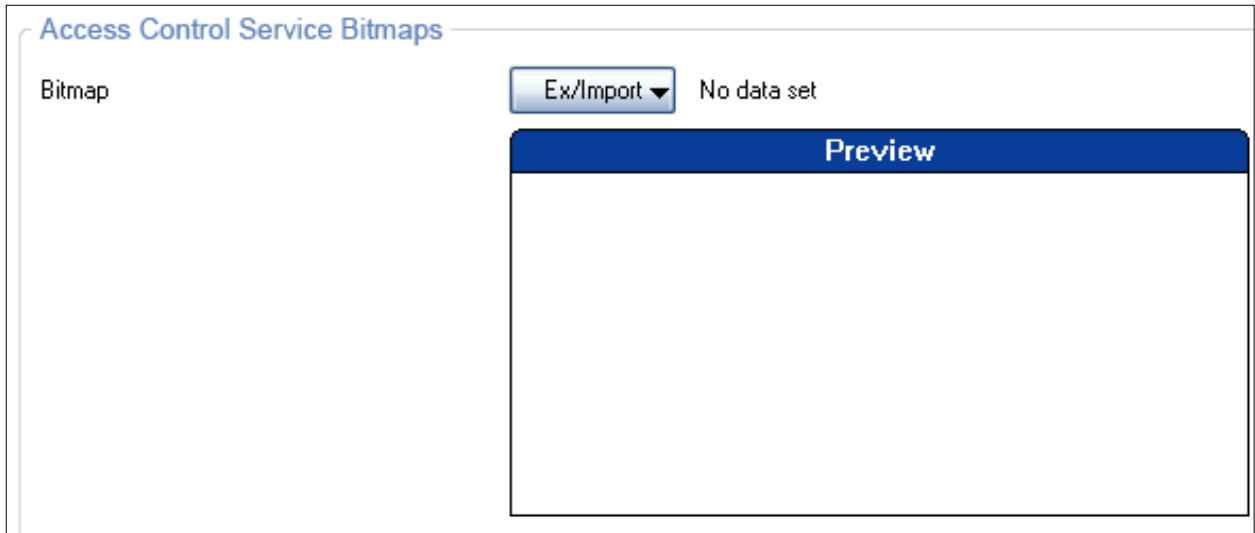 Access Control Service Bitmaps
Bitmap Ex/Import No data set
Preview